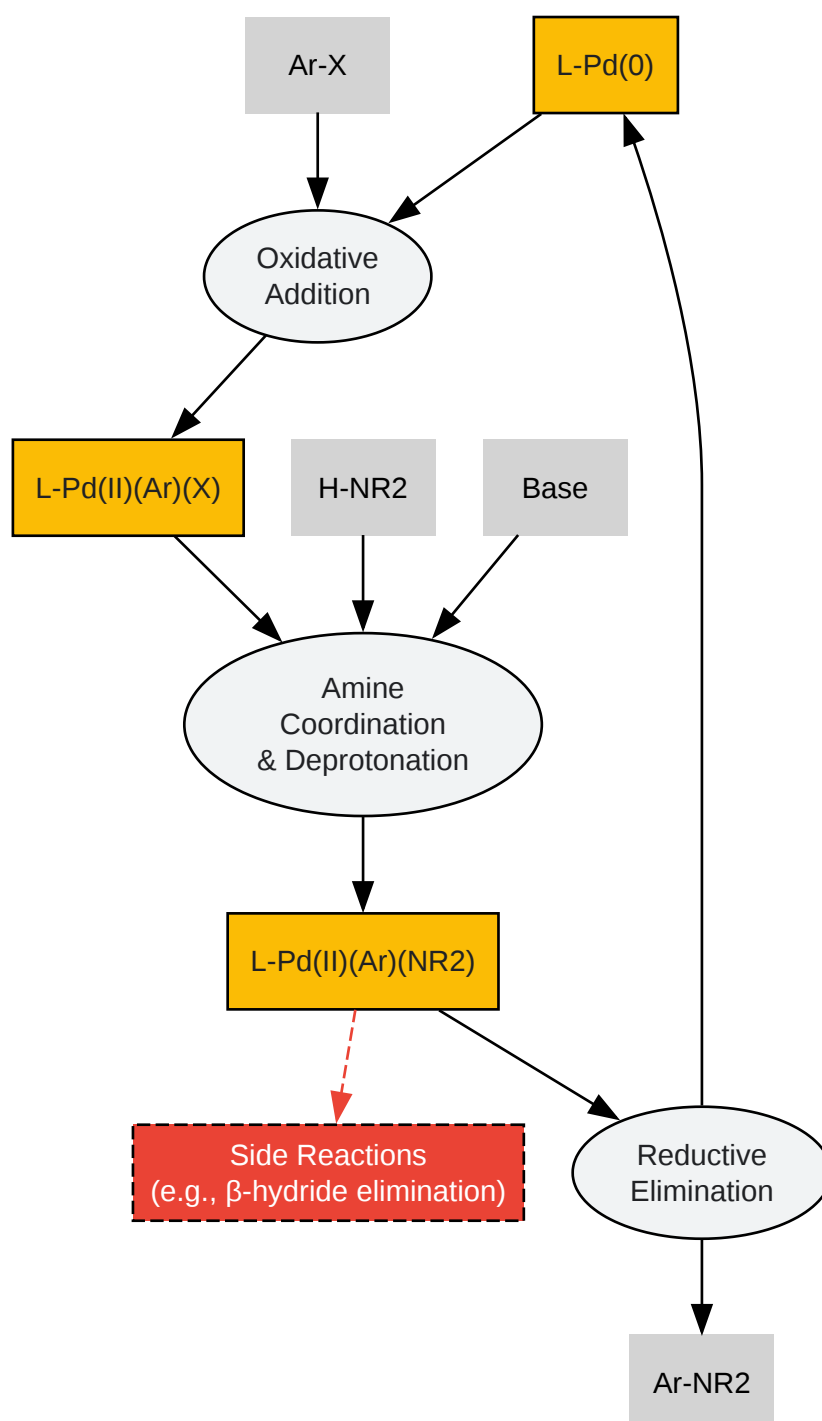 Ar-X
L-Pd(0)
Oxidative
Addition
L-Pd(II)(Ar)(X)
H-NR2
Base
Amine
Coordination
& Deprotonation
L-Pd(II)(Ar)(NR2)
Side Reactions
(e.g., β-hydride elimination)
Reductive
Elimination
Ar-NR2